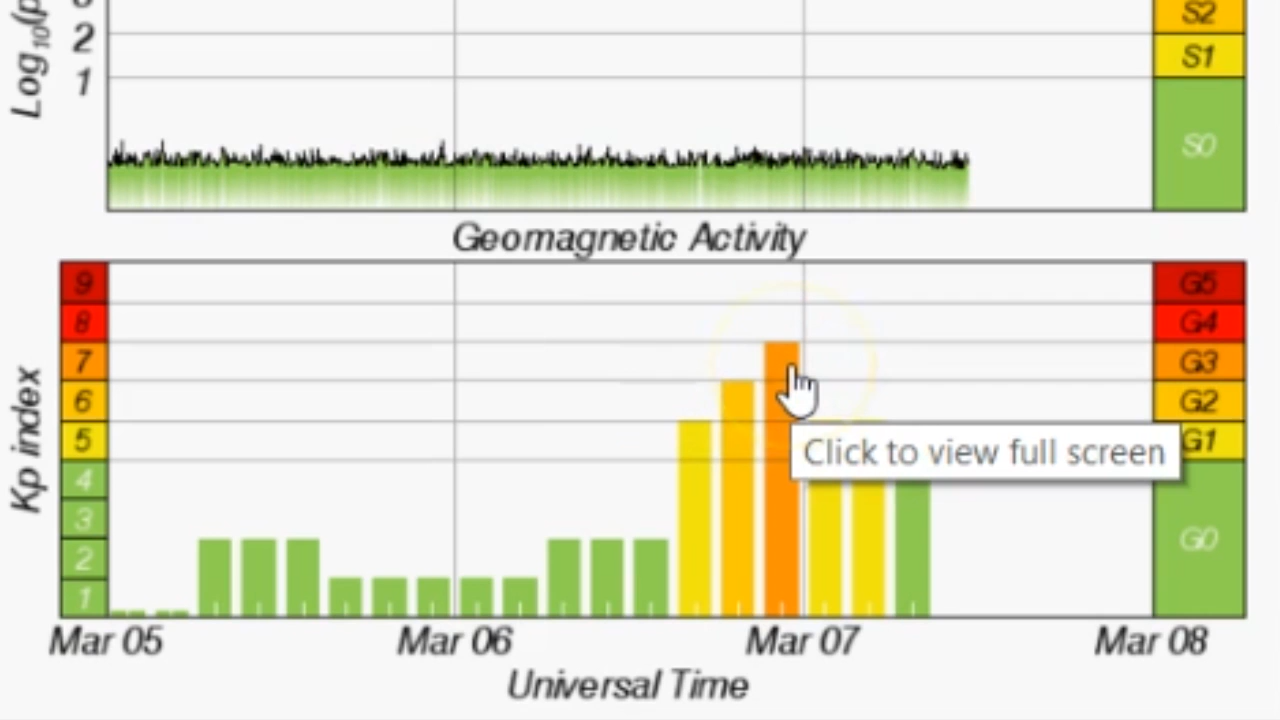 Log10(p
2
1
S2
S1
S0
Geomagnetic Activity
Kp index
9
8
7
6
5
4
3
2
1
G5
G4
G3
G2
G1
G0
Click to view full screen
Mar 05 Mar 06 Mar 07 Mar 08
Universal Time